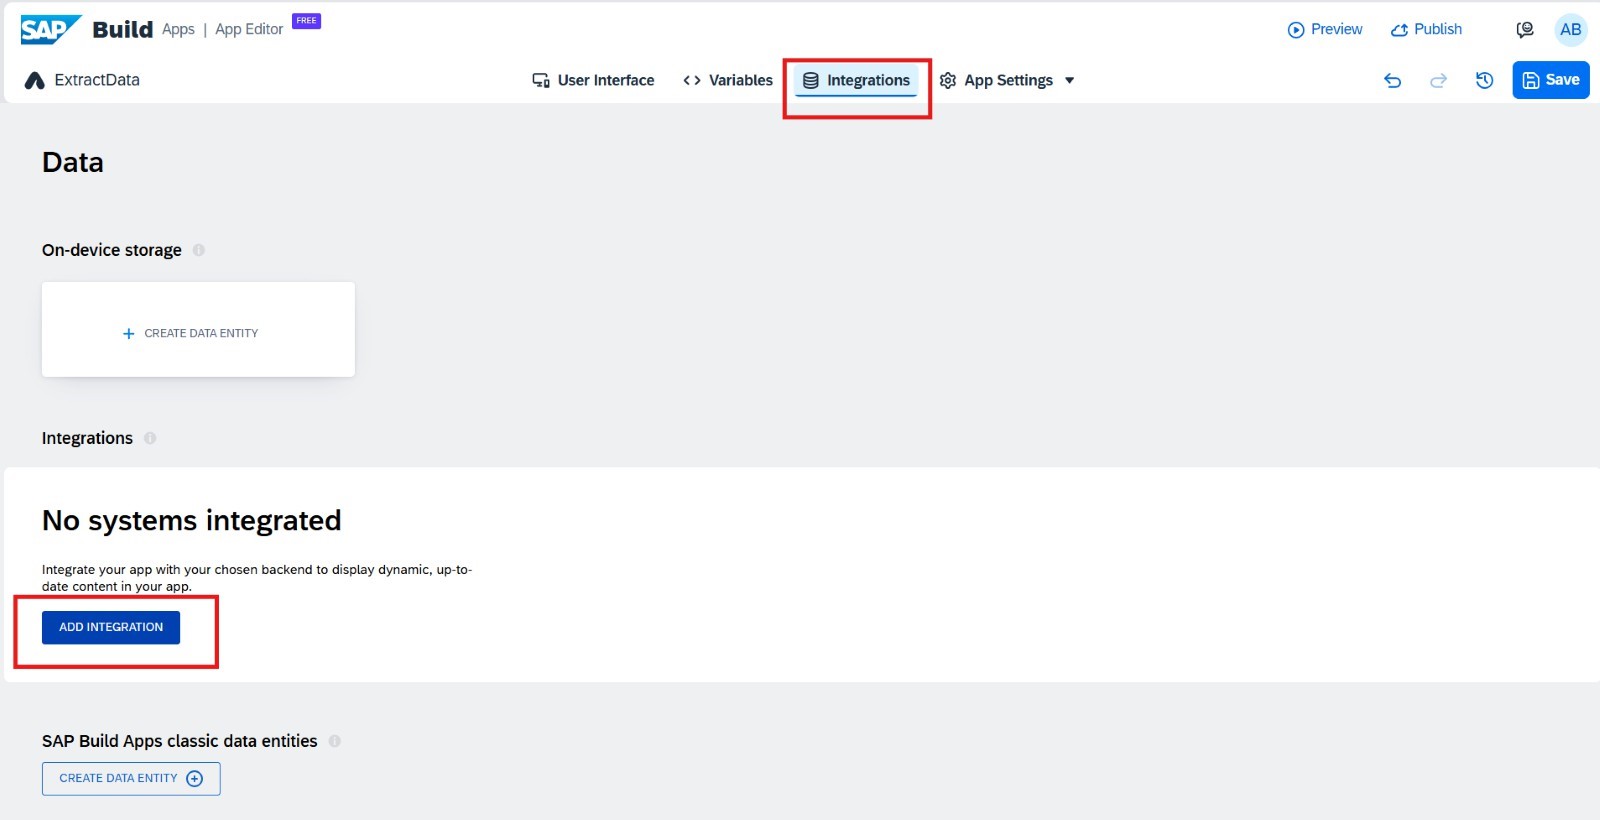 SAP Build Apps | App Editor FREE
Preview Publish AB
ExtractData
User Interface <> Variables Integrations App Settings
Save
Data
On-device storage
+ CREATE DATA ENTITY
Integrations
No systems integrated
Integrate your app with your chosen backend to display dynamic, up-to-
date content in your app.
ADD INTEGRATION
SAP Build Apps classic data entities
CREATE DATA ENTITY